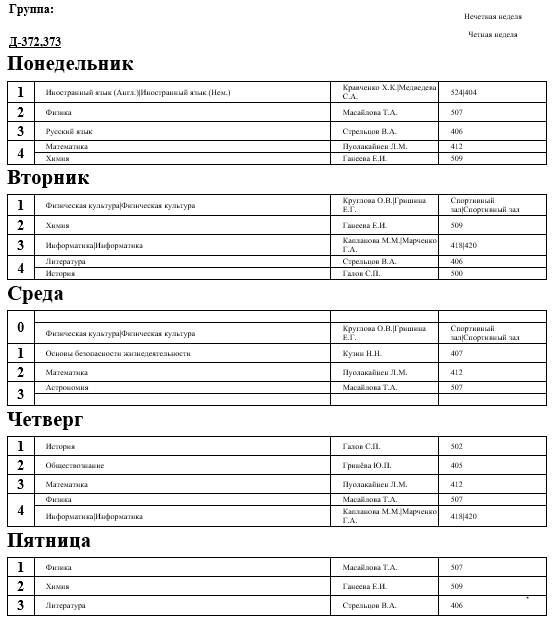 Группа:
Нечетная неделя
Четная неделя
Д-372,373
Понедельник
1 Иностранный язык (Англ.)|Иностранный язык (Нем.) Кравченко Х.К.|Медведева С.А. 524|404
2 Физика Масайлова Т.А. 507
3 Русский язык Стрельцов В.А. 406
4 Математика Пуолакайнен Л.М. 412
Химия Ганеева Е.И. 509
Вторник
1 Физическая культура|Физическая культура Круглова О.В.|Гришина Е.Г. Спортивный зал|Спортивный зал
2 Химия Ганеева Е.И. 509
3 Информатика|Информатика Капланова М.М.|Марченко Г.А. 418|420
4 Литература Стрельцов В.А. 406
История Галов С.П. 500
Среда
0
Физическая культура|Физическая культура Круглова О.В.|Гришина Е.Г. Спортивный зал|Спортивный зал
1 Основы безопасности жизнедеятельности Кузин Н.Н. 407
2 Математика Пуолакайнен Л.М. 412
3 Астрономия Масайлова Т.А. 507
Четверг
1 История Галов С.П. 502
2 Обществознание Гринёва Ю.П. 405
3 Математика Пуолакайнен Л.М. 412
4 Физика Масайлова Т.А. 507
Информатика|Информатика Капланова М.М.|Марченко Г.А. 418|420
Пятница
1 Физика Масайлова Т.А. 507
2 Химия Ганеева Е.И. 509
3 Литература Стрельцов В.А. 406